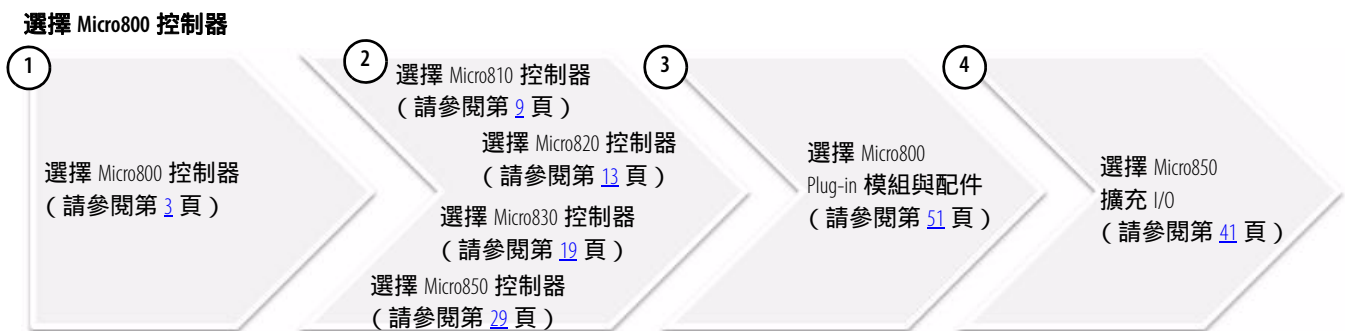 選擇 Micro800 控制器
1
選擇 Micro800 控制器
(請參閱第 3 頁)
2
選擇 Micro810 控制器
(請參閱第 9 頁)
選擇 Micro820 控制器
(請參閱第 13 頁)
選擇 Micro830 控制器
(請參閱第 19 頁)
選擇 Micro850 控制器
(請參閱第 29 頁)
3
選擇 Micro800
Plug-in 模組與配件
(請參閱第 51 頁)
4
選擇 Micro850
擴充 I/O
(請參閱第 41 頁)